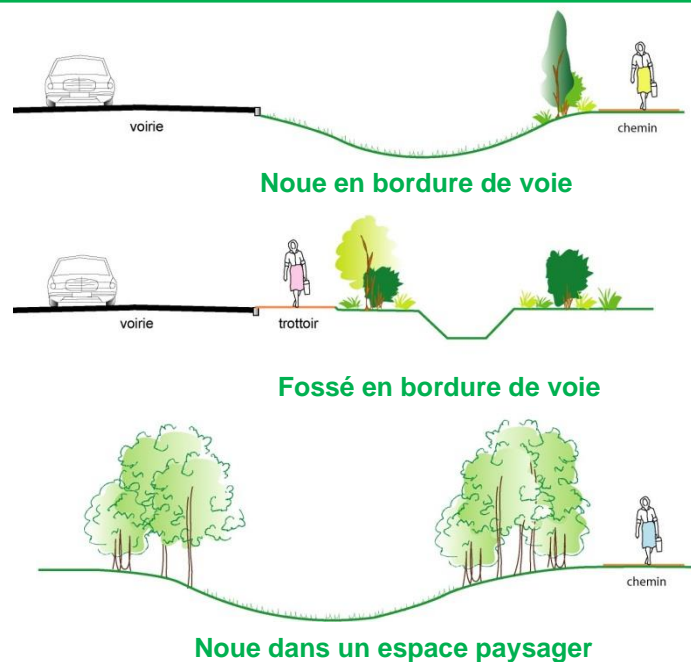 voirie
chemin
Noue en bordure de voie
voirie
trottoir
Fossé en bordure de voie
chemin
Noue dans un espace paysager